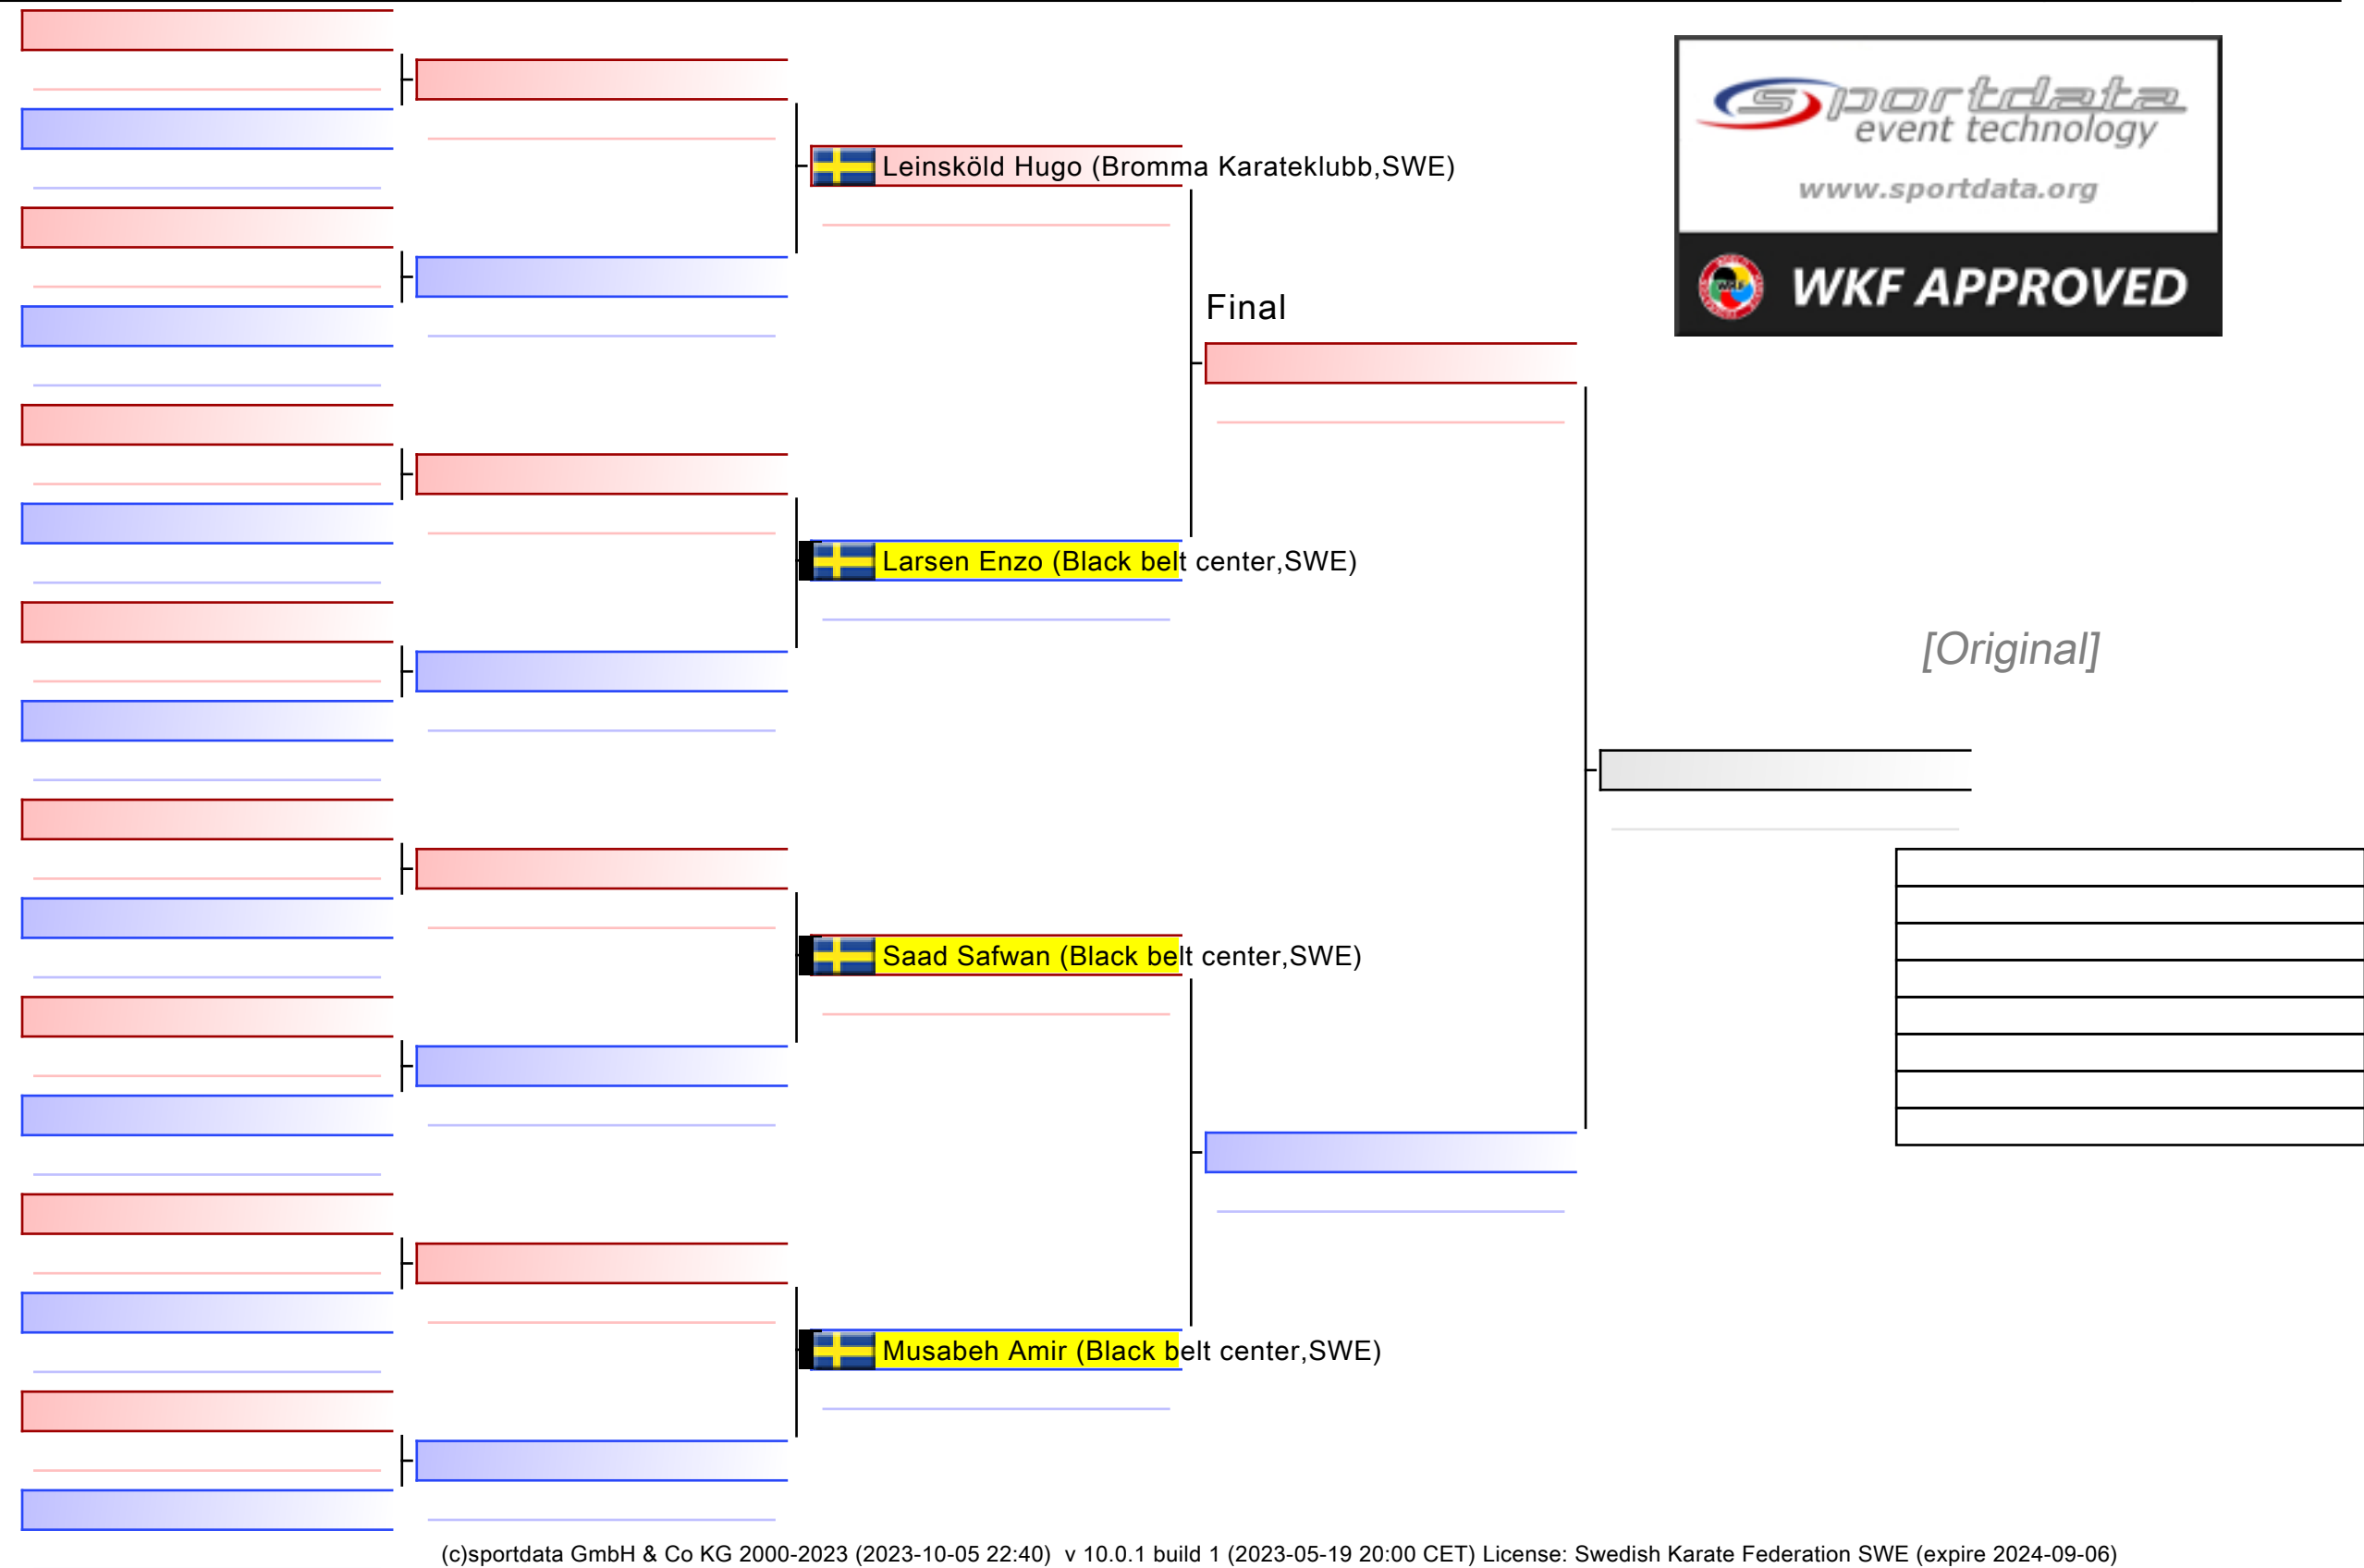 sportdata
event technology
www.sportdata.org
WKF
WKF APPROVED
Leinsköld Hugo (Bromma Karateklubb,SWE)
Final
Larsen Enzo (Black belt center,SWE)
[Original]
Saad Safwan (Black belt center,SWE)
Musabeh Amir (Black belt center,SWE)
(c)sportdata GmbH & Co KG 2000-2023 (2023-10-05 22:40) v 10.0.1 build 1 (2023-05-19 20:00 CET) License: Swedish Karate Federation SWE (expire 2024-09-06)